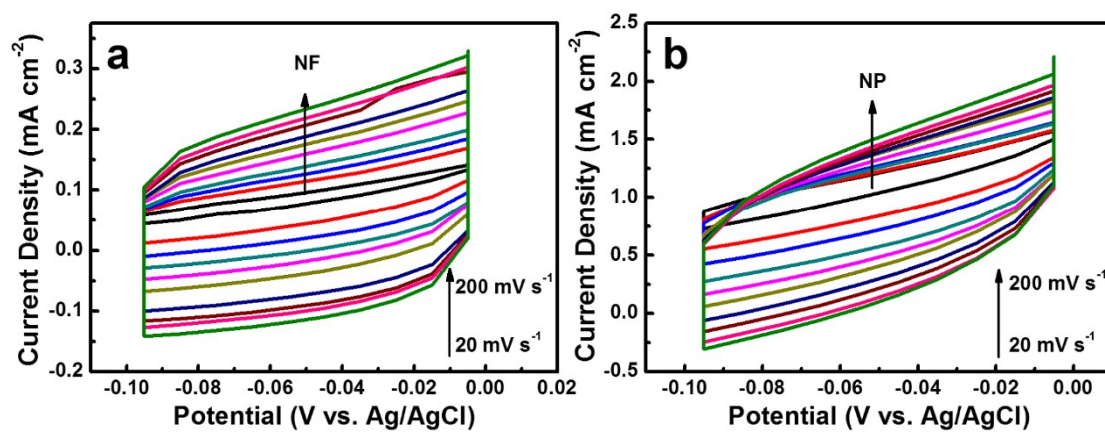 a
NF
200 mV s⁻¹
20 mV s⁻¹
Current Density (mA cm⁻²)
0.3
0.2
0.1
0.0
-0.1
-0.2
-0.10 -0.08 -0.06 -0.04 -0.02 0.00 0.02
Potential (V vs. Ag/AgCl)
b
NP
200 mV s⁻¹
20 mV s⁻¹
Current Density (mA cm⁻²)
2.5
2.0
1.5
1.0
0.5
0.0
-0.5
-0.10 -0.08 -0.06 -0.04 -0.02 0.00
Potential (V vs. Ag/AgCl)